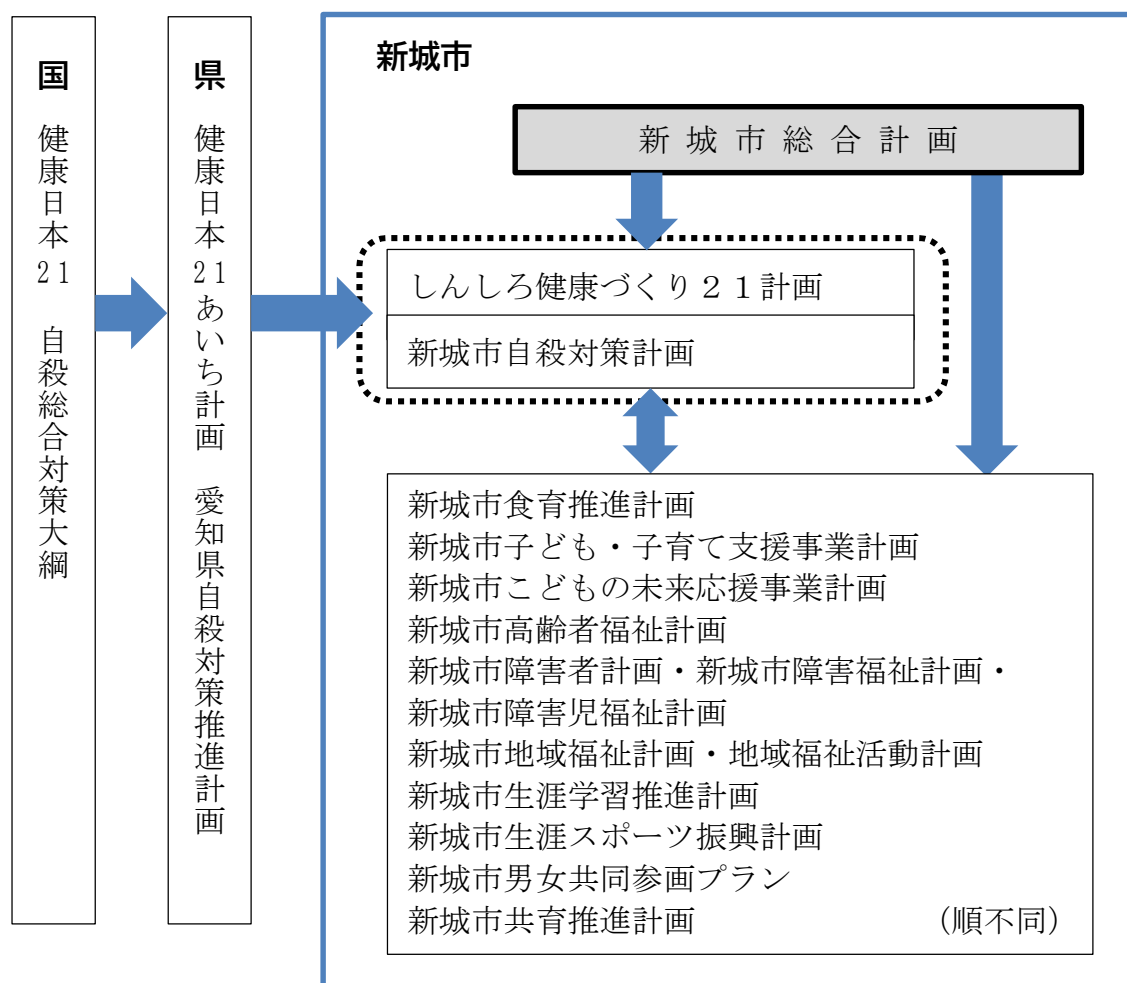 国
健康日本21　自殺総合対策大綱
県
健康日本21あいち計画　愛知県自殺対策推進計画
新城市
新城市総合計画
しんしろ健康づくり２１計画
新城市自殺対策計画
新城市食育推進計画
新城市子ども・子育て支援事業計画
新城市こどもの未来応援事業計画
新城市高齢者福祉計画
新城市障害者計画・新城市障害福祉計画・
新城市障害児福祉計画
新城市地域福祉計画・地域福祉活動計画
新城市生涯学習推進計画
新城市生涯スポーツ振興計画
新城市男女共同参画プラン
新城市共育推進計画　（順不同）